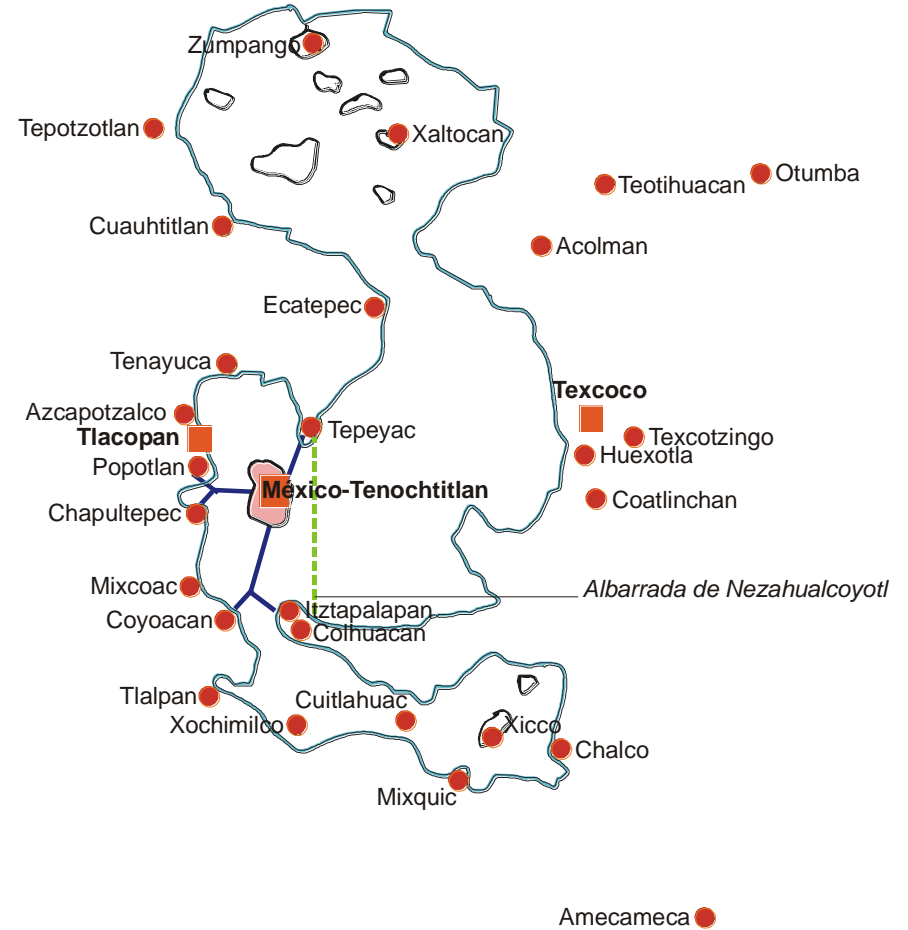 Zumpango
Tepotzotlan
Xaltocan
Otumba
Teotihuacan
Cuauhtitlan
Acolman
Ecatepec
Tenayuca
Texcoco
Azcapotzalco
Tepeyac
Tlacopan
Texcotzingo
Huexotla
Popotlan
México-Tenochtitlan
Coatlinchan
Chapultepec
Mixcoac
Albarrada de Nezahualcoyotl
Itztapalapan
Coyoacan
Colhuacan
Tlalpan
Cuitlahuac
Xochimilco
Xicco
Chalco
Mixquic
Amecameca